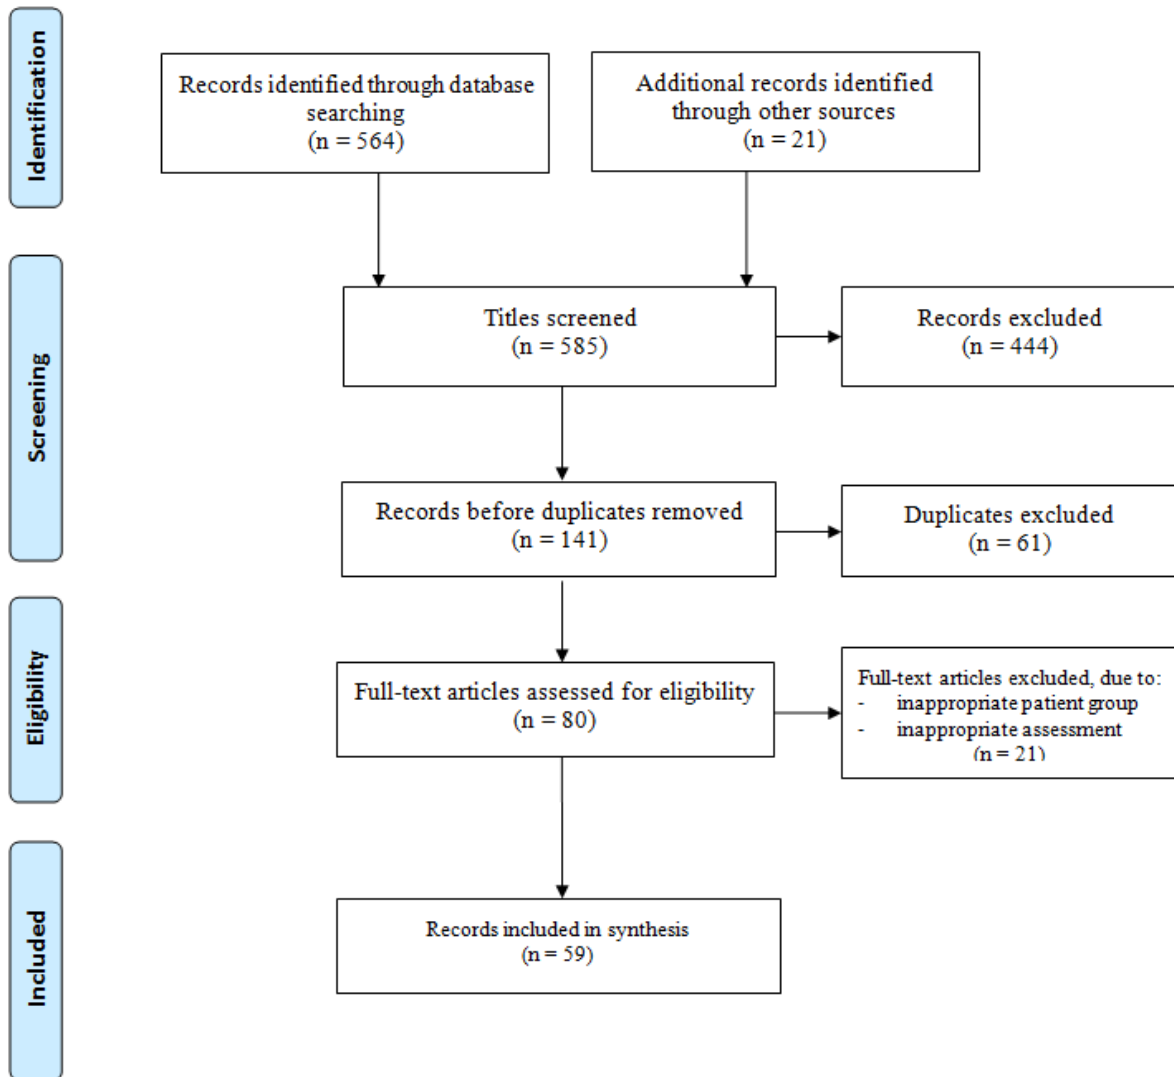 Identification
Records identified through database
searching
(n = 564)
Additional records identified
through other sources
(n = 21)
Screening
Titles screened
(n = 585)
Records excluded
(n = 444)
Records before duplicates removed
(n = 141)
Duplicates excluded
(n = 61)
Eligibility
Full-text articles assessed for eligibility
(n = 80)
Full-text articles excluded, due to:
- inappropriate patient group
- inappropriate assessment
(n = 21)
Included
Records included in synthesis
(n = 59)